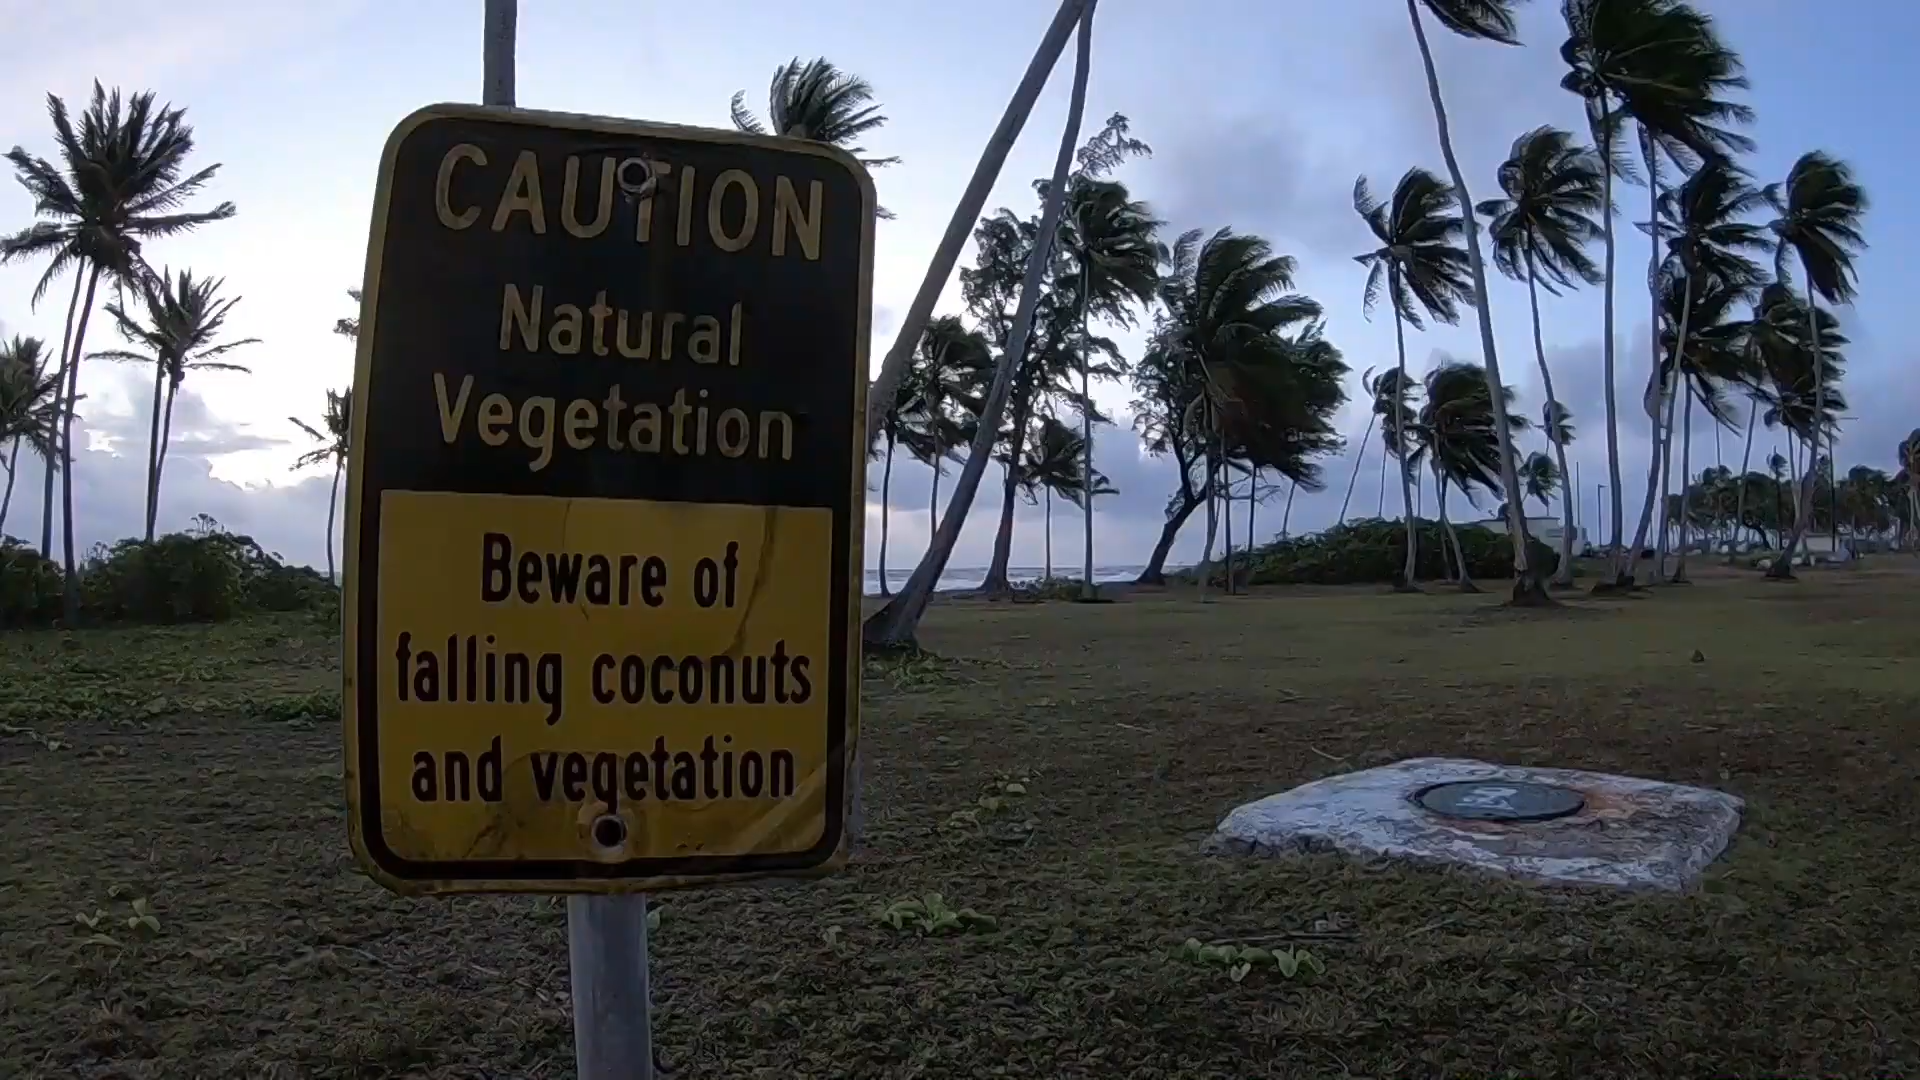 CAUTION
Natural
Vegetation
Beware of
falling coconuts
and vegetation